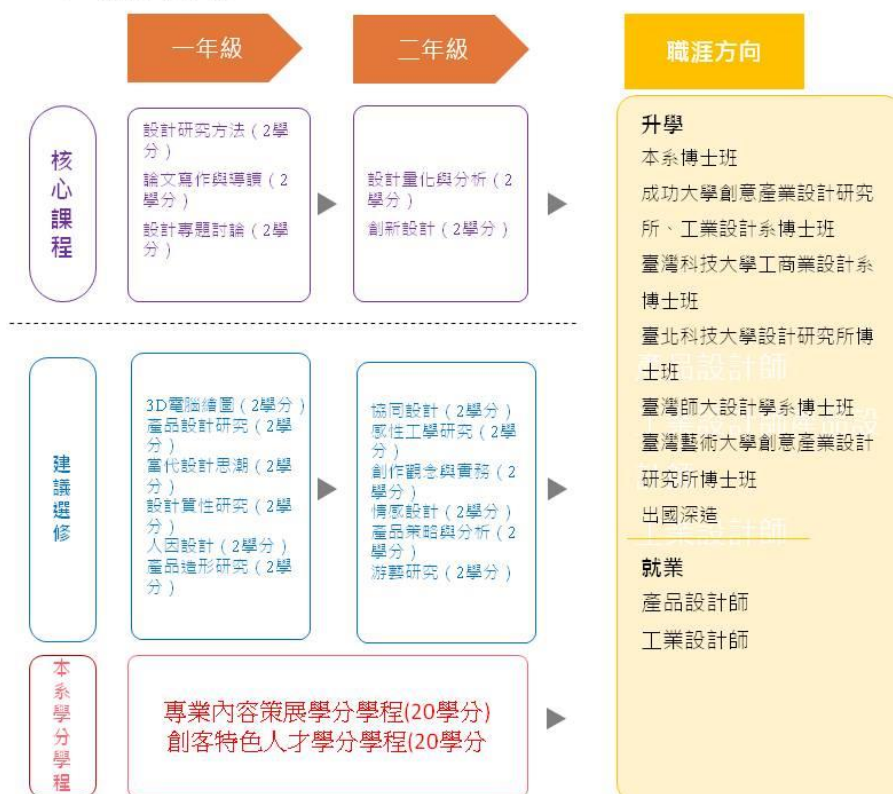 一年級
二年級
職涯方向
核
心
課
程
設計研究方法（2學
分）
論文寫作與導讀（2
學分）
設計專題討論（2學
分）
設計量化與分析（2
學分）
創新設計（2學分）
建
議
選
修
3D電腦繪圖（2學分）
產品設計研究（2學
分）
當代設計思潮（2學
分）
設計質性研究（2學
分）
人因設計（2學分）
產品造形研究（2學
分）
協同設計（2學分）
感性工學研究（2學
分）
創作觀念與實務（2
學分）
情感設計（2學分）
產品策略與分析（2
學分）
游藝研究（2學分）
本
系
學
分
學
程
專業內容策展學分學程(20學分)
創客特色人才學分學程(20學分
升學
本系博士班
成功大學創意產業設計研究
所、工業設計系博士班
臺灣科技大學工商業設計系
博士班
臺北科技大學設計研究所博
士班
臺灣師大設計學系博士班
臺灣藝術大學創意產業設計
研究所博士班
出國深造
就業
產品設計師
工業設計師
產品設計師
工業設計師